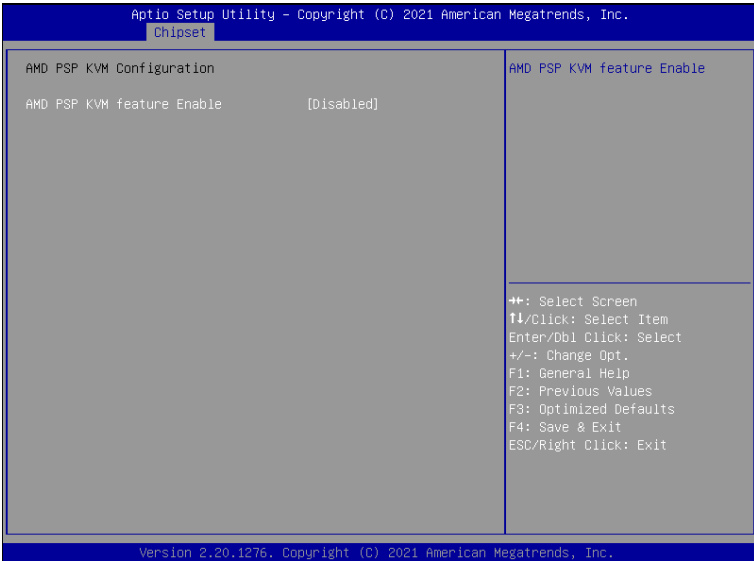 Aptio Setup Utility – Copyright (C) 2021 American Megatrends, Inc.
Chipset
AMD PSP KVM Configuration
AMD PSP KVM feature Enable [Disabled]
AMD PSP KVM feature Enable
→←: Select Screen
↑↓/Click: Select Item
Enter/Dbl Click: Select
+/-: Change Opt.
F1: General Help
F2: Previous Values
F3: Optimized Defaults
F4: Save & Exit
ESC/Right Click: Exit
Version 2.20.1276. Copyright (C) 2021 American Megatrends, Inc.